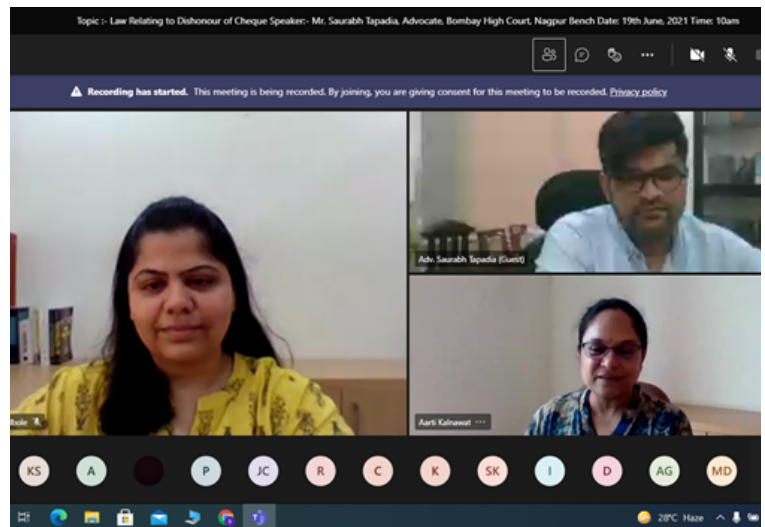 Topic :- Law Relating to Dishonour of Cheque Speaker:- Mr. Saurabh Tapadia, Advocate, Bombay High Court, Nagpur Bench Date: 19th June, 2021 Time: 10am
Recording has started. This meeting is being recorded. By joining, you are giving consent for this meeting to be recorded. Privacy policy
Adv. Saurabh Tapadia (Guest)
Aarti Kalnawat
KS A P JC R C K SK I D AG MD
28°C Haze